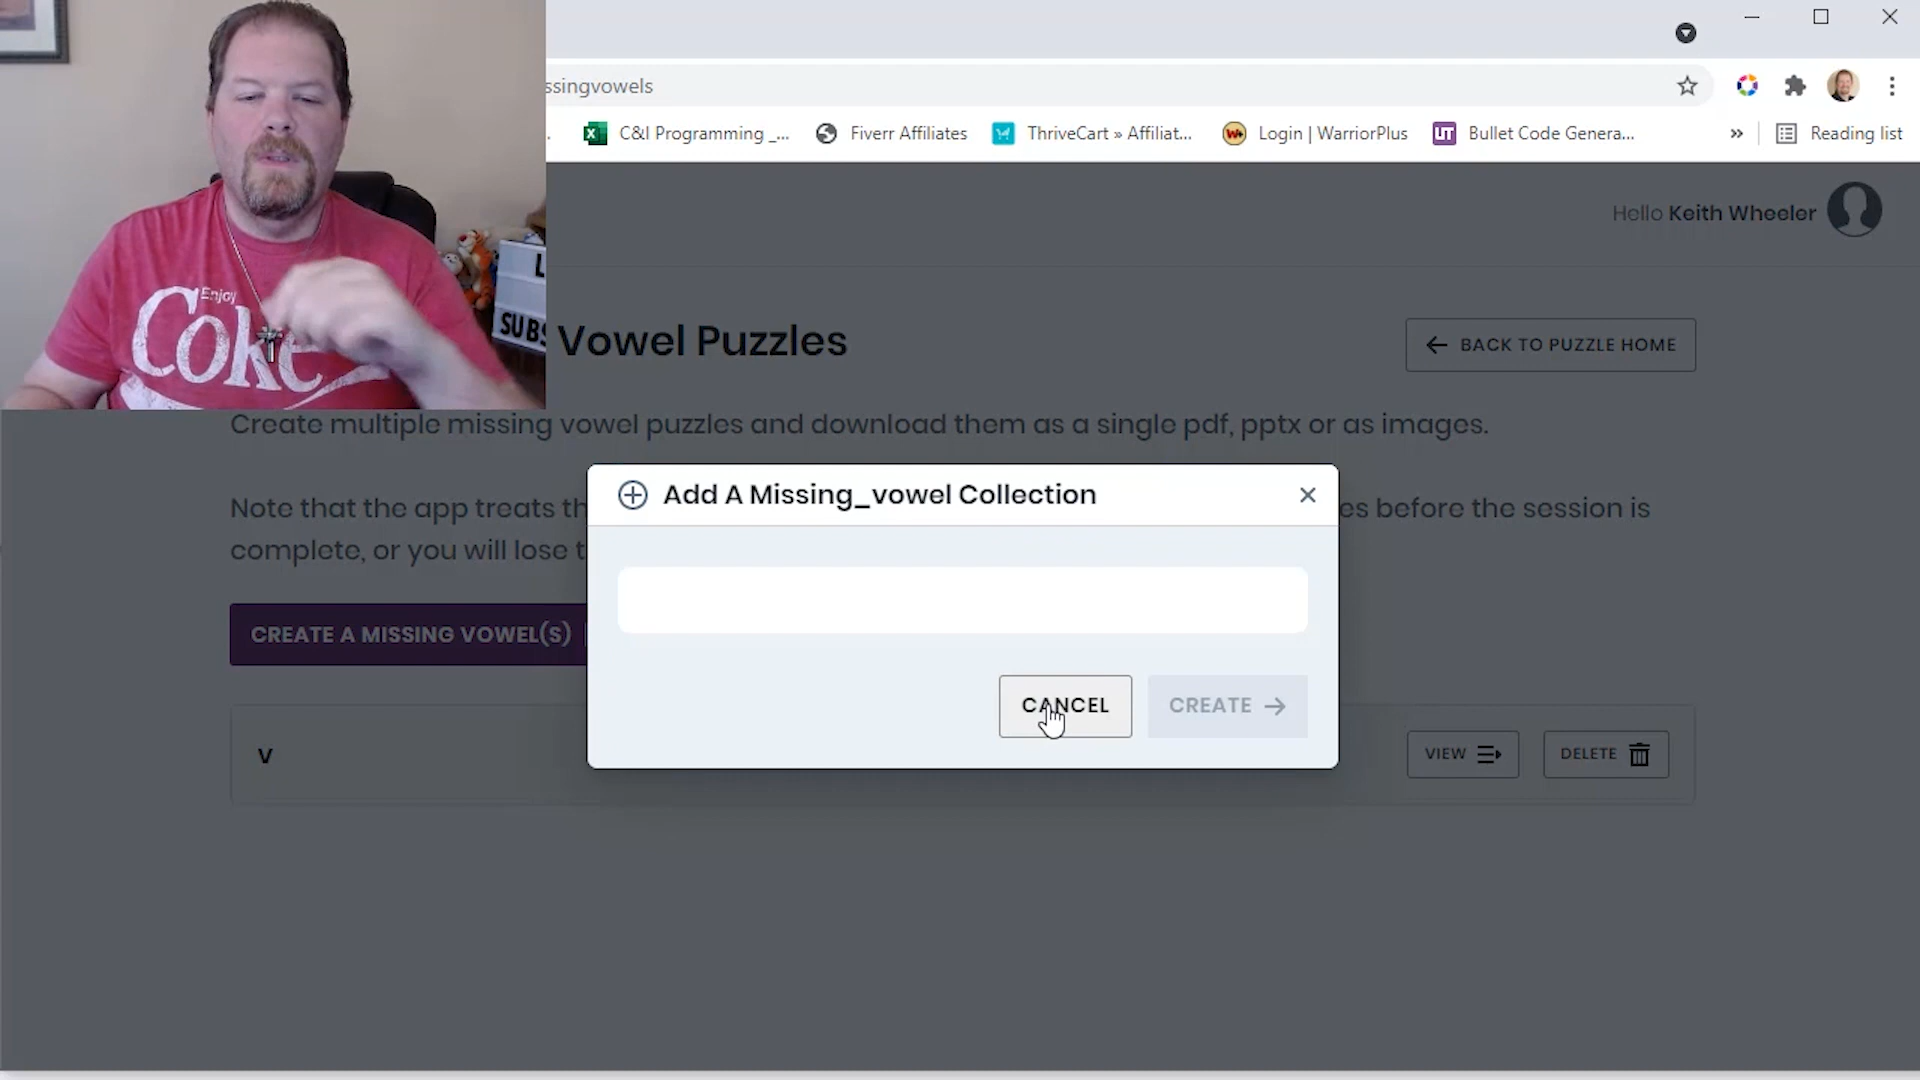 ssingvowels
C&I Programming _...
Fiverr Affiliates
ThriveCart » Affiliat...
Login | WarriorPlus
Bullet Code Genera...
»
Reading list
Hello Keith Wheeler
Enjoy
Coke
L
SUBS
Vowel Puzzles
BACK TO PUZZLE HOME
Create multiple missing vowel puzzles and download them as a single pdf, pptx or as images.
Note that the app treats th
es before the session is
complete, or you will lose t
Add A Missing_vowel Collection
CREATE A MISSING VOWEL(S)
CANCEL
CREATE
V
VIEW
DELETE